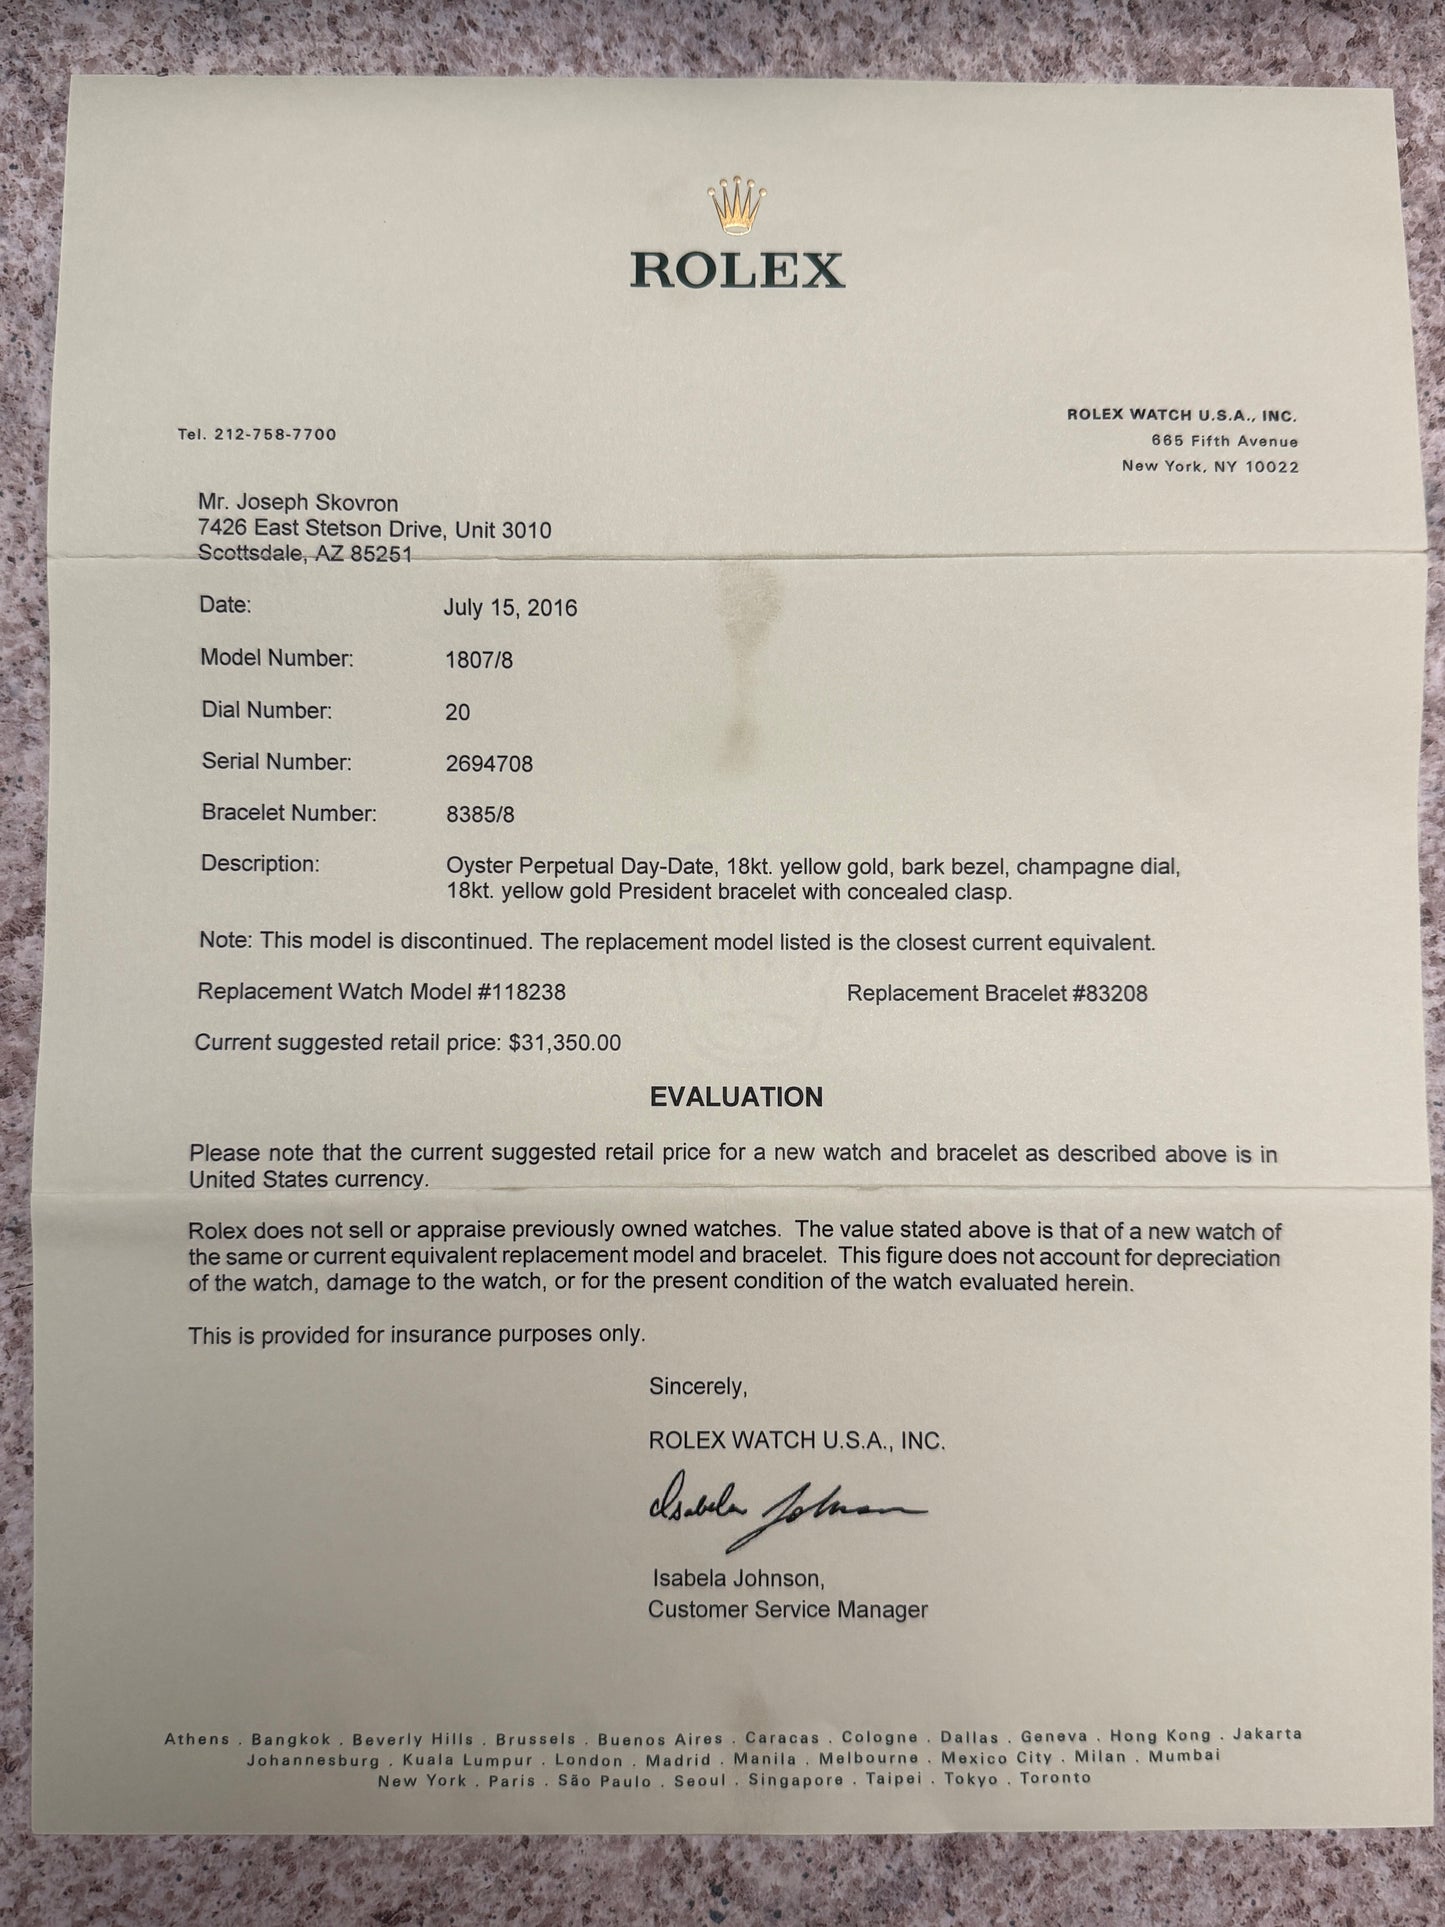 ROLEX
Tel. 212-758-7700
ROLEX WATCH U.S.A., INC.
665 Fifth Avenue
New York, NY 10022
Mr. Joseph Skovron
7426 East Stetson Drive, Unit 3010
Scottsdale, AZ 85251
Date: July 15, 2016
Model Number: 1807/8
Dial Number: 20
Serial Number: 2694708
Bracelet Number: 8385/8
Description: Oyster Perpetual Day-Date, 18kt. yellow gold, bark bezel, champagne dial,
18kt. yellow gold President bracelet with concealed clasp.
Note: This model is discontinued. The replacement model listed is the closest current equivalent.
Replacement Watch Model #118238 Replacement Bracelet #83208
Current suggested retail price: $31,350.00
EVALUATION
Please note that the current suggested retail price for a new watch and bracelet as described above is in
United States currency.
Rolex does not sell or appraise previously owned watches. The value stated above is that of a new watch of
the same or current equivalent replacement model and bracelet. This figure does not account for depreciation
of the watch, damage to the watch, or for the present condition of the watch evaluated herein.
This is provided for insurance purposes only.
Sincerely,
ROLEX WATCH U.S.A., INC.
Isabela Johnson
Isabela Johnson,
Customer Service Manager
Athens . Bangkok . Beverly Hills . Brussels . Buenos Aires . Caracas . Cologne . Dallas . Geneva . Hong Kong . Jakarta
Johannesburg . Kuala Lumpur . London . Madrid . Manila . Melbourne . Mexico City . Milan . Mumbai
New York . Paris . São Paulo . Seoul . Singapore . Taipei . Tokyo . Toronto